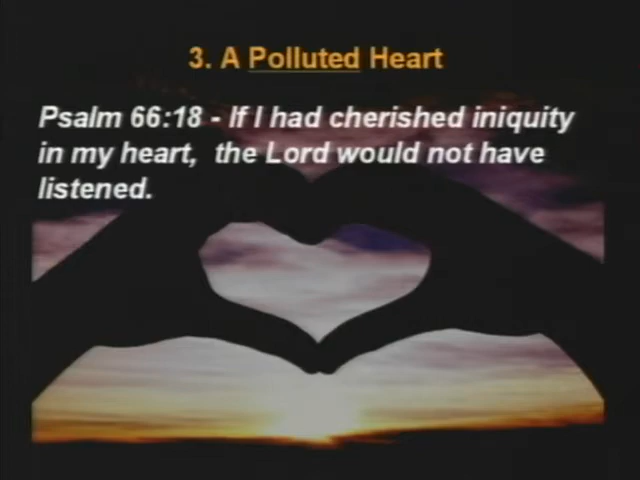 3. A Polluted Heart
Psalm 66:18 - If I had cherished iniquity
in my heart,  the Lord would not have
listened.